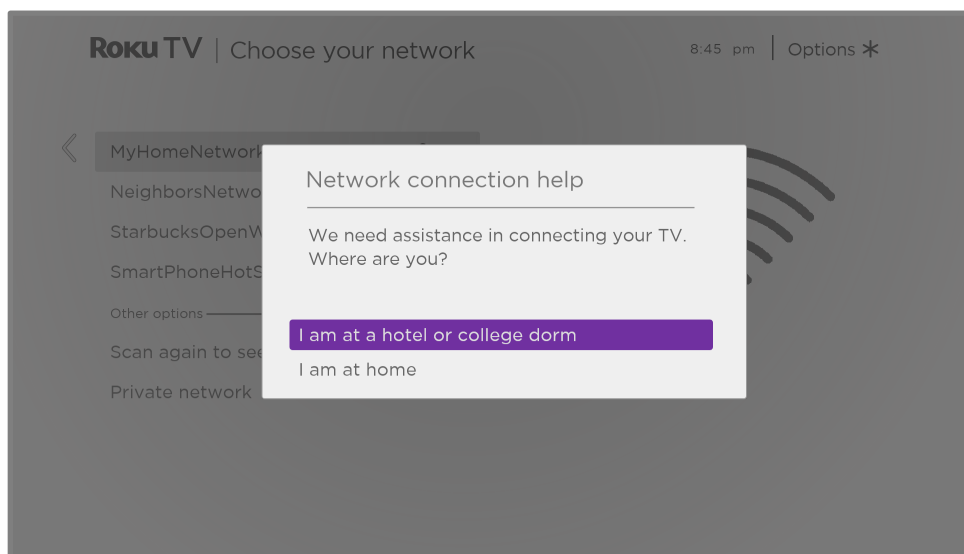 Roku TV | Choose your network
8:45 pm | Options
MyHomeNetwork
NeighborsNetwo
StarbucksOpenW
SmartPhoneHotS
Other options
Scan again to see
Private network
Network connection help
We need assistance in connecting your TV.
Where are you?
I am at a hotel or college dorm
I am at home